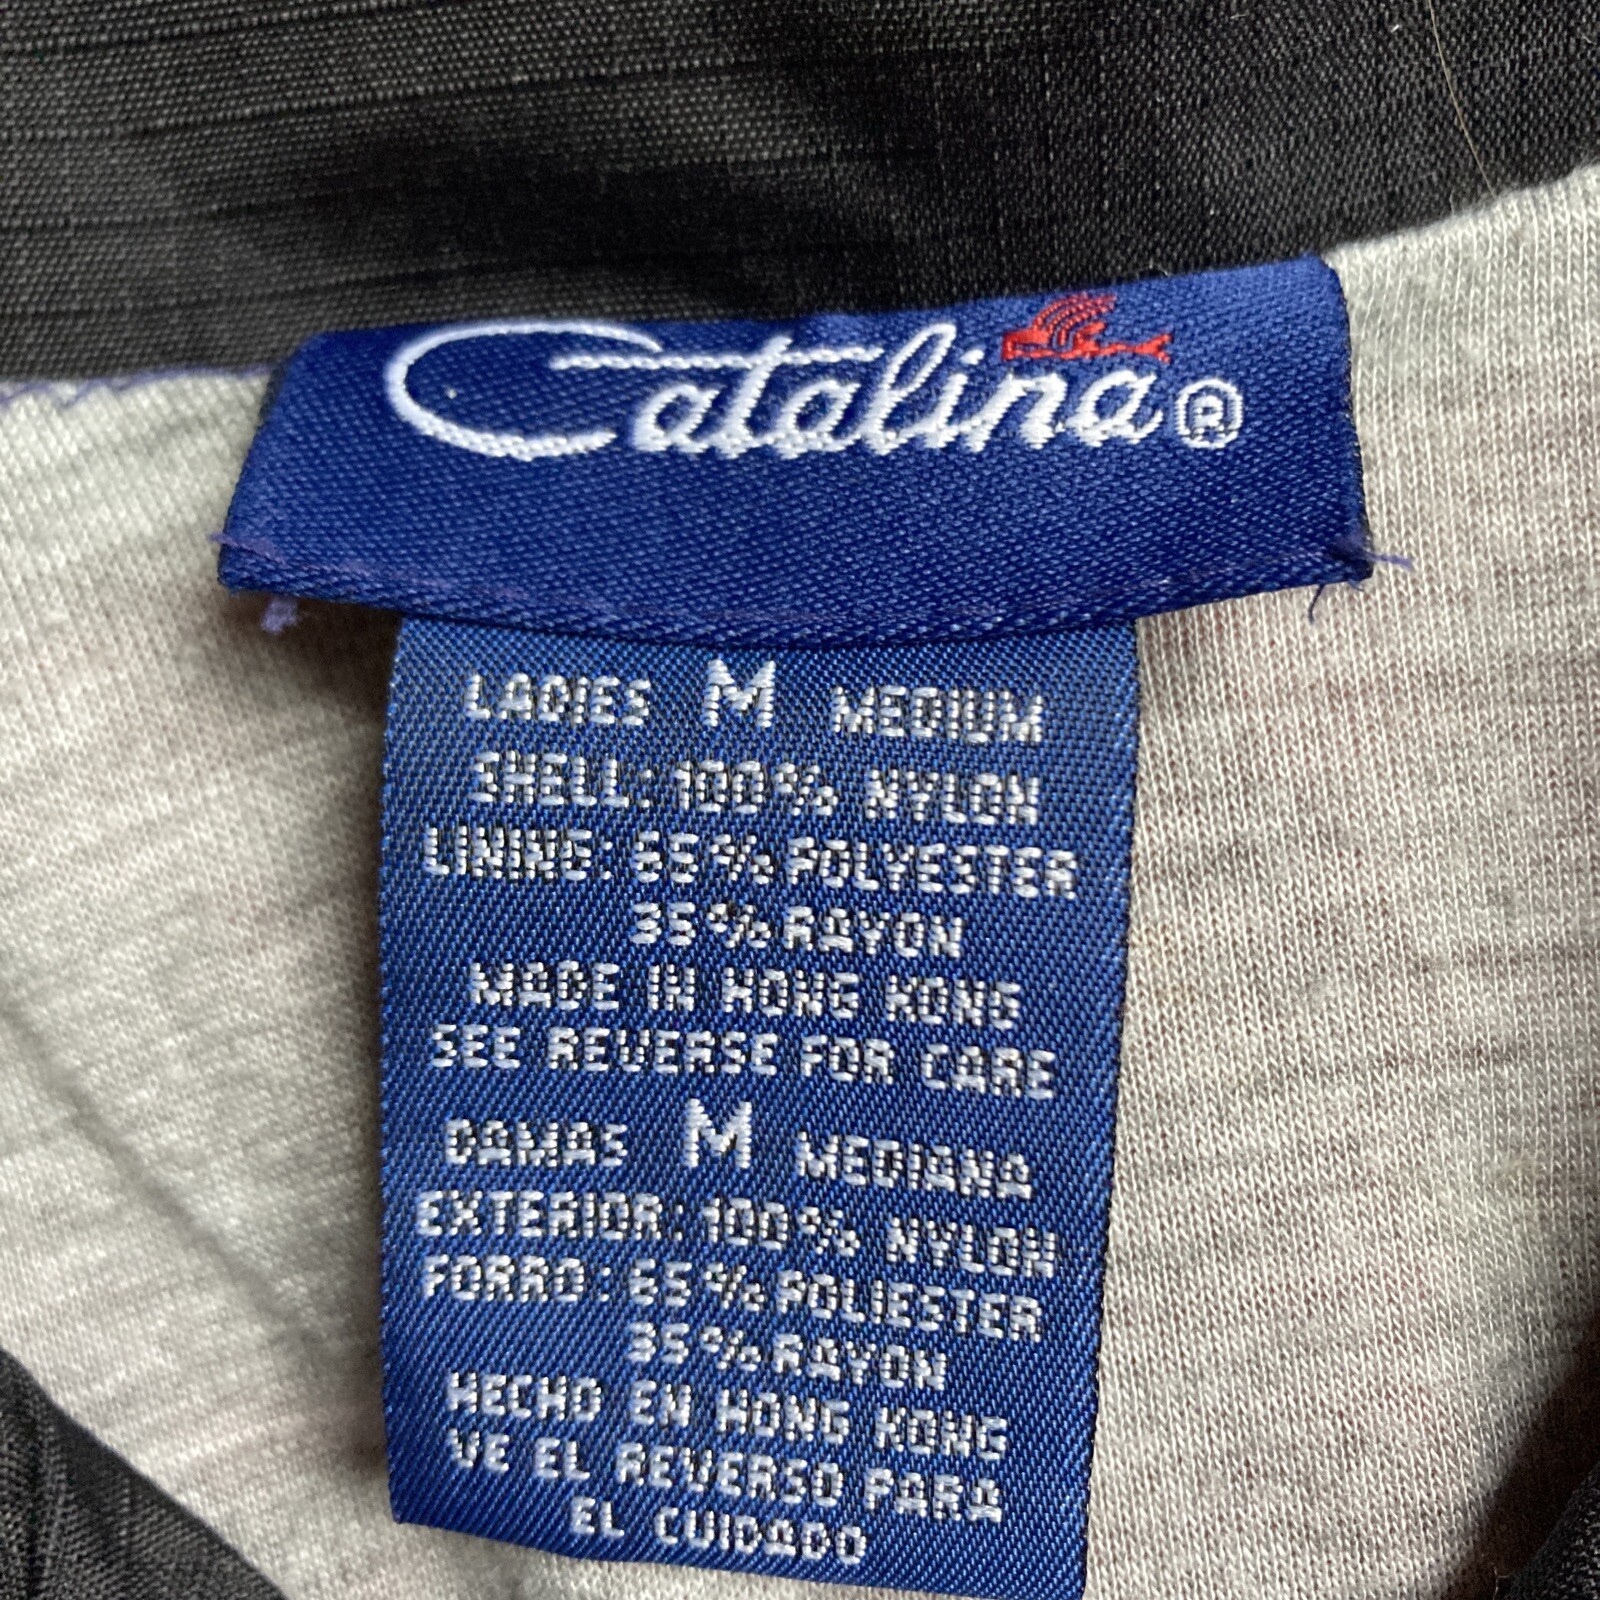 Catalina®
LADIES M MEDIUM
SHELL: 100% NYLON
LINING: 65% POLYESTER
35% RAYON
MADE IN HONG KONG
SEE REVERSE FOR CARE
DAMAS M MEDIANA
EXTERIOR: 100% NYLON
FORRO: 65% POLIESTER
35% RAYON
HECHO EN HONG KONG
VE EL REVERSO PARA
EL CUIDADO